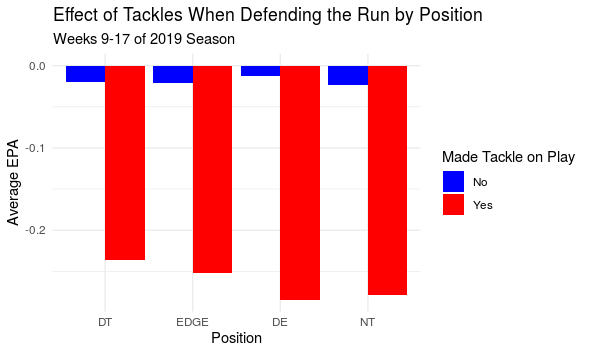 Effect of Tackles When Defending the Run by Position
Weeks 9-17 of 2019 Season
0.0
-0.1
-0.2
Average EPA
DT EDGE DE NT
Position
Made Tackle on Play
No
Yes